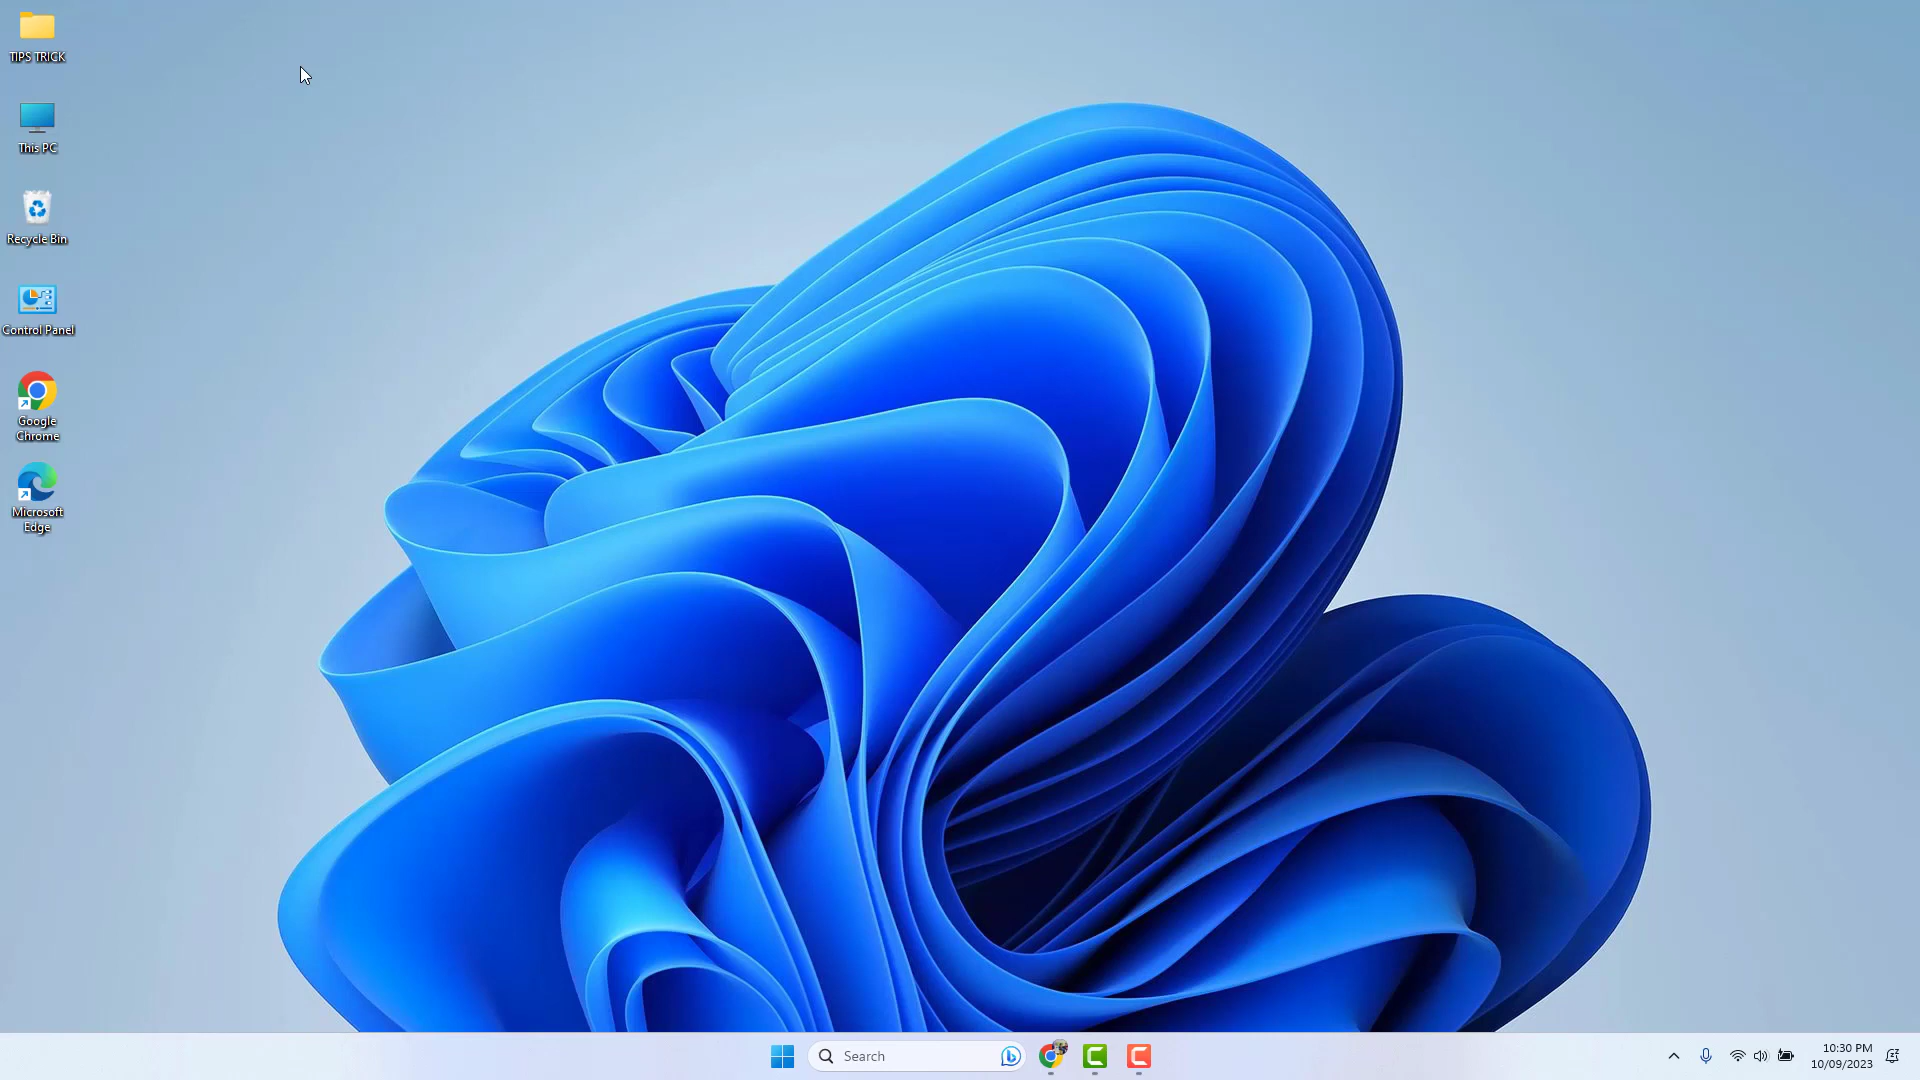 TIPS TRICK
This PC
Recycle Bin
Control Panel
Google
Chrome
Microsoft
Edge
Search
10:30 PM
10/09/2023